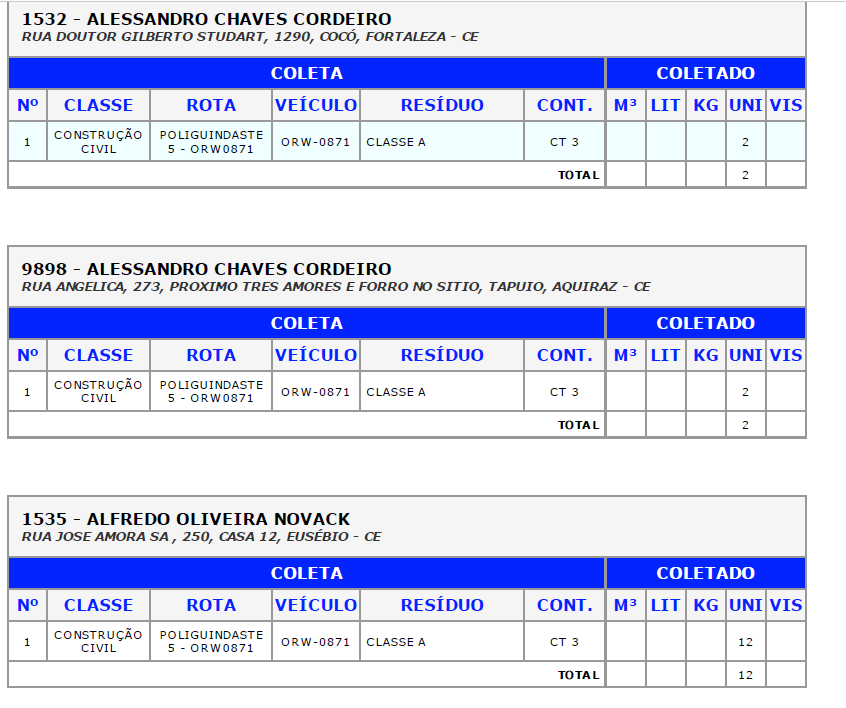 1532 - ALESSANDRO CHAVES CORDEIRO
RUA DOUTOR GILBERTO STUDART, 1290, COCÓ, FORTALEZA - CE
COLETA COLETADO
Nº CLASSE ROTA VEÍCULO RESÍDUO CONT. M³ LIT KG UNI VIS
1 CONSTRUÇÃO CIVIL POLIGUINDASTE 5 - ORW0871 ORW-0871 CLASSE A CT 3 2
TOTAL 2
9898 - ALESSANDRO CHAVES CORDEIRO
RUA ANGELICA, 273, PROXIMO TRES AMORES E FORRO NO SITIO, TAPUIO, AQUIRAZ - CE
COLETA COLETADO
Nº CLASSE ROTA VEÍCULO RESÍDUO CONT. M³ LIT KG UNI VIS
1 CONSTRUÇÃO CIVIL POLIGUINDASTE 5 - ORW0871 ORW-0871 CLASSE A CT 3 2
TOTAL 2
1535 - ALFREDO OLIVEIRA NOVACK
RUA JOSE AMORA SA , 250, CASA 12, EUSÉBIO - CE
COLETA COLETADO
Nº CLASSE ROTA VEÍCULO RESÍDUO CONT. M³ LIT KG UNI VIS
1 CONSTRUÇÃO CIVIL POLIGUINDASTE 5 - ORW0871 ORW-0871 CLASSE A CT 3 12
TOTAL 12